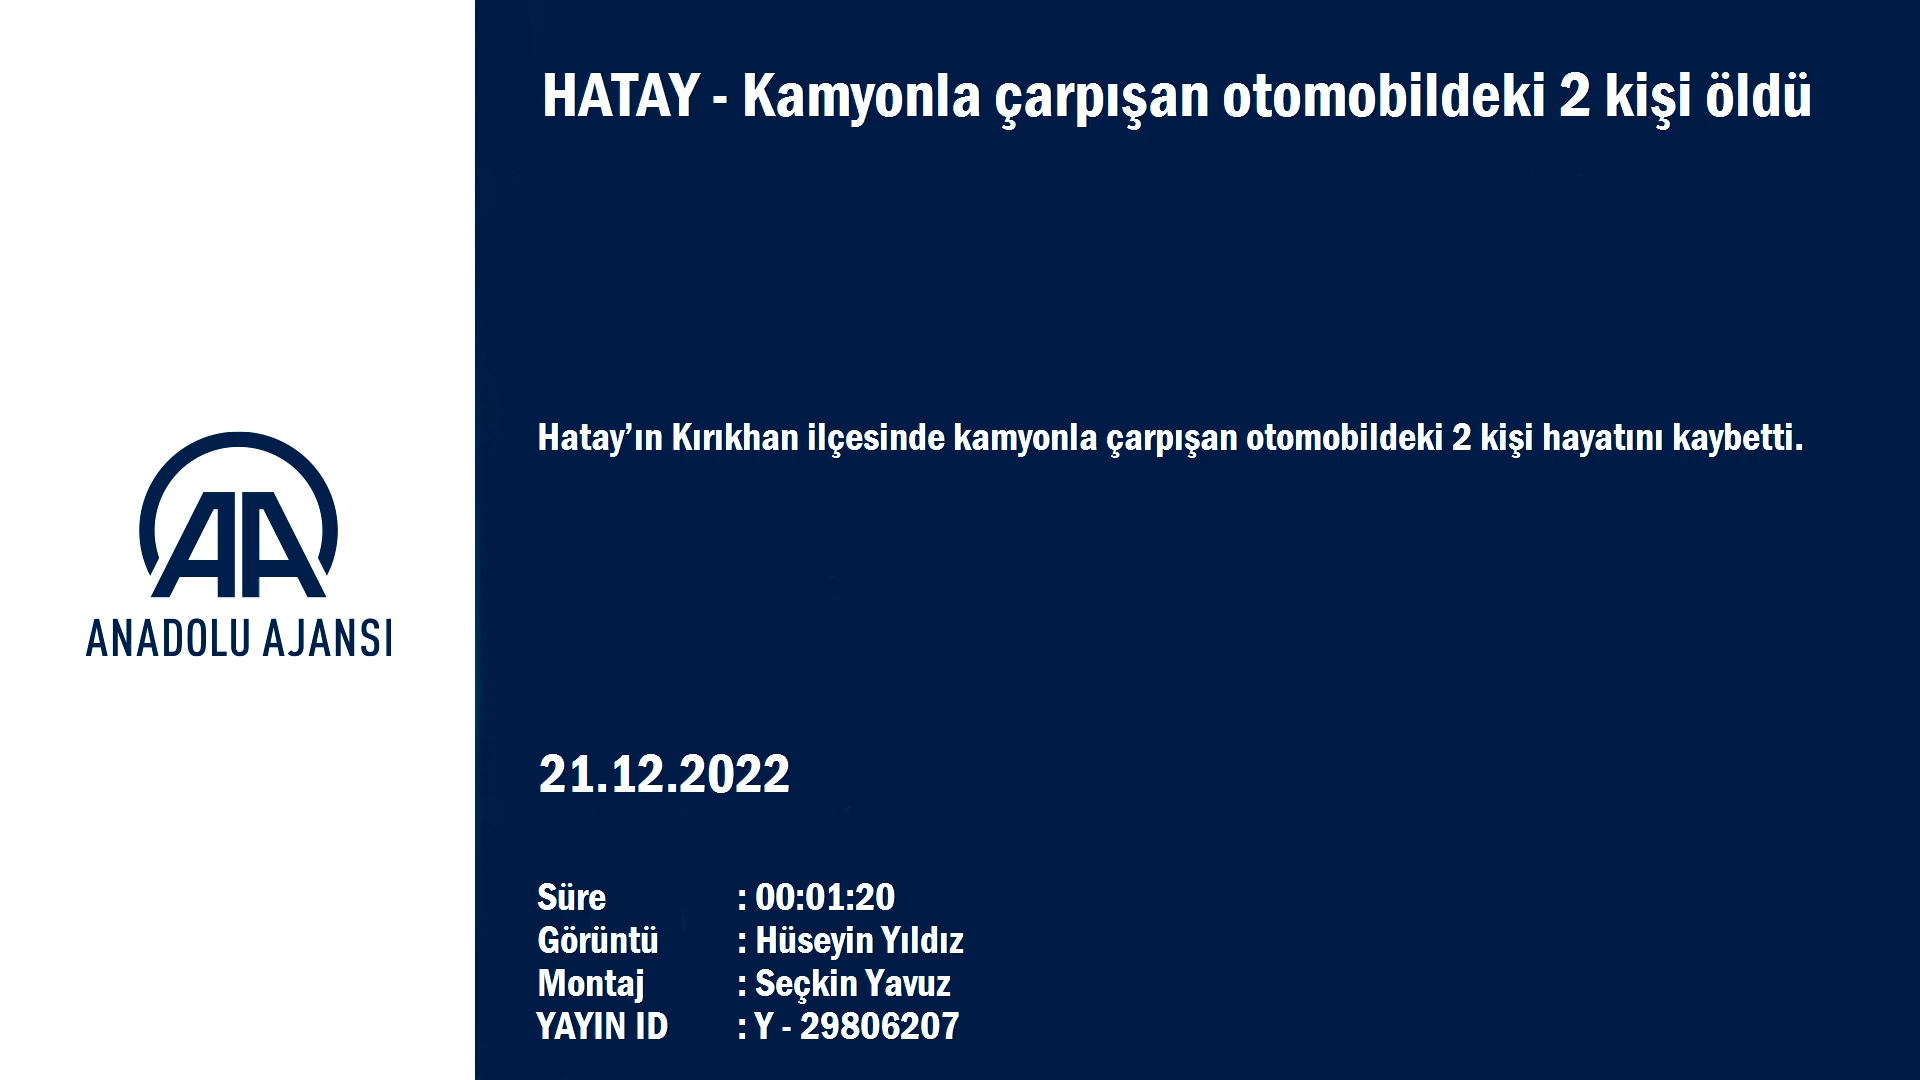 HATAY - Kamyonla çarpışan otomobildeki 2 kişi öldü
Hatay’ın Kırıkhan ilçesinde kamyonla çarpışan otomobildeki 2 kişi hayatını kaybetti.
AA
ANADOLU AJANSI
21.12.2022
Süre : 00:01:20
Görüntü : Hüseyin Yıldız
Montaj : Seçkin Yavuz
YAYIN ID : Y - 29806207